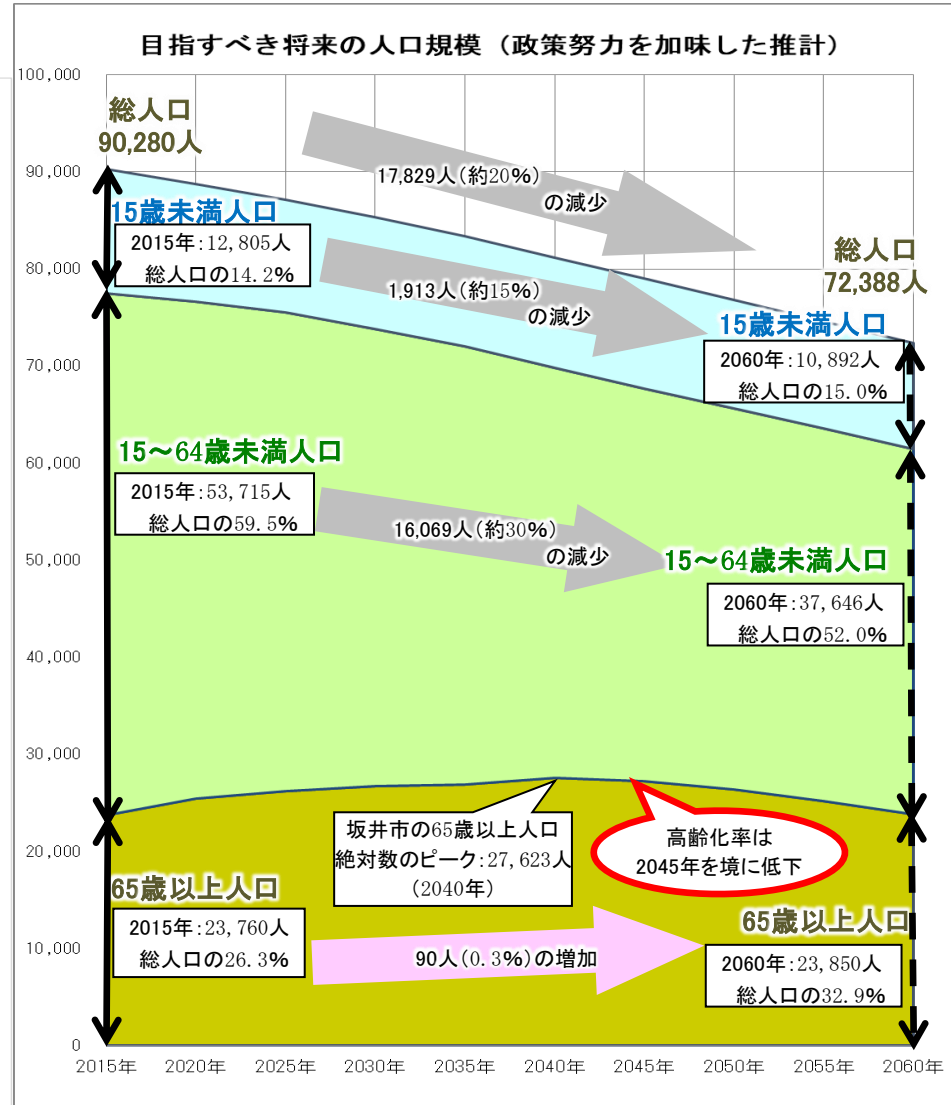 目指すべき将来の人口規模（政策努力を加味した推計）
100,000
90,000
80,000
70,000
60,000
50,000
40,000
30,000
20,000
10,000
0
総人口
90,280人
17,829人（約20%）
の減少
15歳未満人口
2015年：12,805人
総人口の14.2%
1,913人（約15%）
の減少
総人口
72,388人
15歳未満人口
2060年：10,892人
総人口の15.0%
15～64歳未満人口
2015年：53,715人
総人口の59.5%
16,069人（約30%）
の減少
15～64歳未満人口
2060年：37,646人
総人口の52.0%
坂井市の65歳以上人口
絶対数のピーク：27,623人
（2040年）
高齢化率は
2045年を境に低下
65歳以上人口
2015年：23,760人
総人口の26.3%
90人（0.3%）の増加
65歳以上人口
2060年：23,850人
総人口の32.9%
2015年 2020年 2025年 2030年 2035年 2040年 2045年 2050年 2055年 2060年